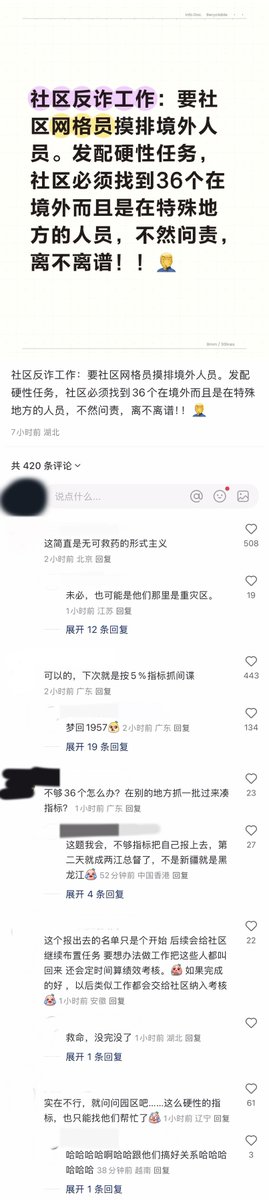 社区反诈工作：要社
区网格员摸排境外人
员。发配硬性任务，
社区必须找到36个在
境外而且是在特殊地
方的人员，不然问责，
离不离谱！！🤦
社区反诈工作：要社区网格员摸排境外人员。发配
硬性任务，社区必须找到36个在境外而且是在特殊
地方的人员，不然问责，离不离谱!！🤦
7小时前 湖北
共 420 条评论
说点什么...
这简直是无可救药的形式主义
508
2小时前 北京 回复
未必，也可能是他们那里是重灾区。
19
1小时前 江苏 回复
展开 12 条回复
可以的，下次就是按5％指标抓间谍
443
2小时前 广东 回复
梦回1957 2小时前 广东 回复
134
展开 19 条回复
不够36个怎么办？在别的地方抓一批过来凑
23
指标？ 1小时前 广东 回复
这题我会，不够指标把自己报上去，第
27
二天就成两江总督了，不是新疆就是黑
龙江 52分钟前 中国香港 回复
展开 4 条回复
这个报出去的名单只是个开始 后续会给社区
22
继续布置任务 要想办法做工作把这些人都叫
回来 还会定时间算绩效考核。如果完成
的好 ，以后类似工作都会交给社区纳入考核
1小时前 安徽 回复
救命，没完没了 1小时前 湖北 回复
展开 1 条回复
实在不行，就问问园区吧......这么硬性的指
61
标，也只能找他们帮忙了 1小时前 辽宁 回复
哈哈哈哈啊哈哈跟他们搞好关系哈哈哈
3
哈哈哈哈 38分钟前 越南 回复
展开 1 条回复